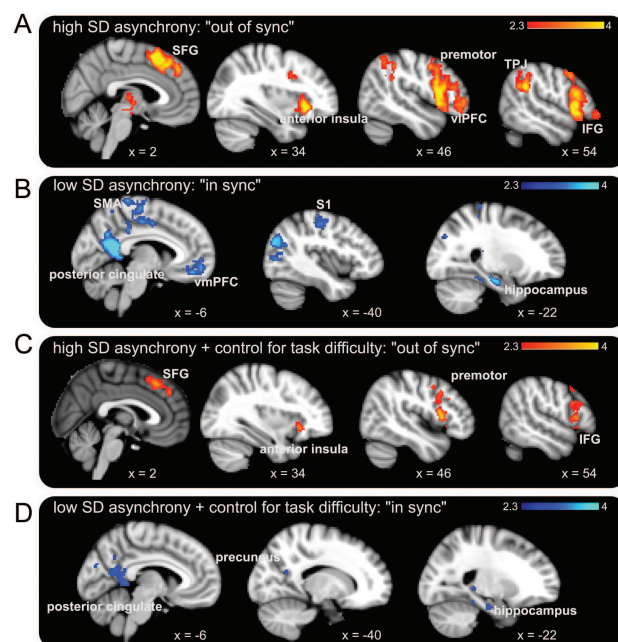 A
high SD asynchrony: "out of sync"
2.3 4
SFG
premotor
TPJ
anterior insula
vlPFC
IFG
x = 2
x = 34
x = 46
x = 54
B
low SD asynchrony: "in sync"
2.3 4
SMA
S1
posterior cingulate
vmPFC
hippocampus
x = -6
x = -40
x = -22
C
high SD asynchrony + control for task difficulty: "out of sync"
2.3 4
SFG
premotor
anterior insula
IFG
x = 2
x = 34
x = 46
x = 54
D
low SD asynchrony + control for task difficulty: "in sync"
2.3 4
precuneus
posterior cingulate
hippocampus
x = -6
x = -40
x = -22